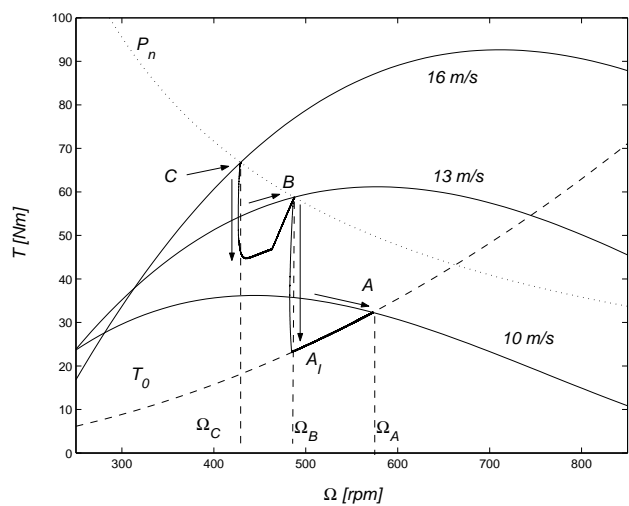 100
90
80
70
60
50
40
30
20
10
0
T [Nm]
P_n
16 m/s
C
B
13 m/s
A
10 m/s
A_I
T_0
Ω_C
Ω_B
Ω_A
300 400 500 600 700 800
Ω [rpm]